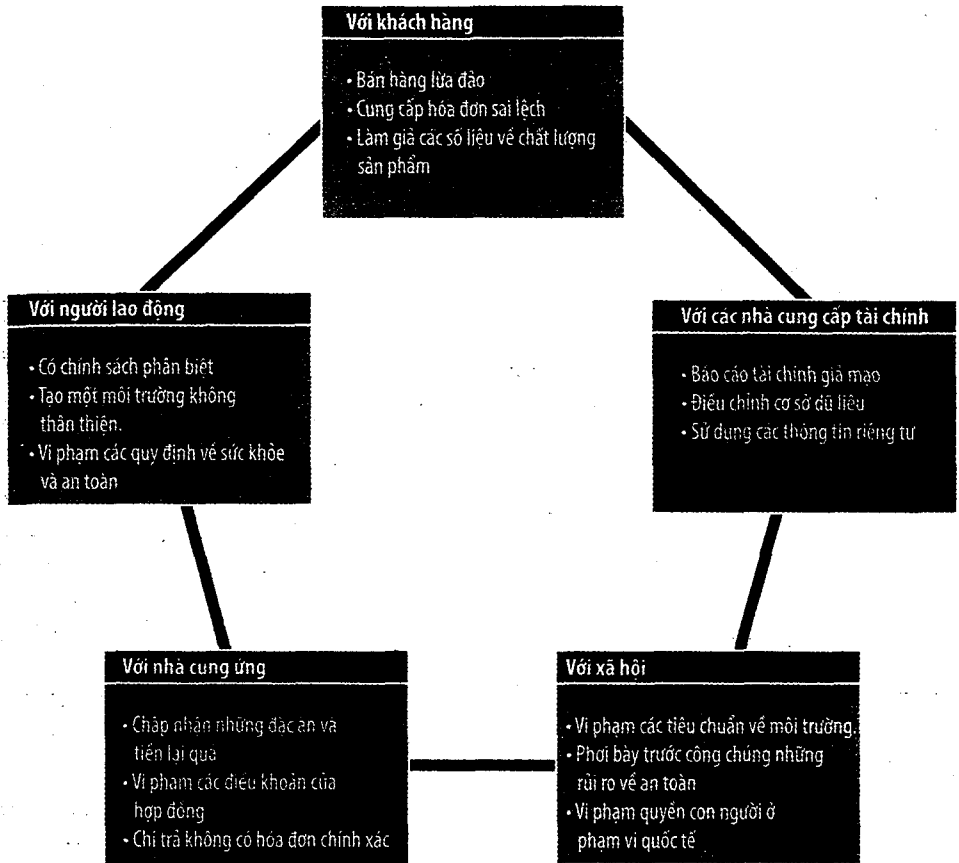 Với khách hàng
• Bán hàng lừa đảo
• Cung cấp hóa đơn sai lệch
• Làm giả các số liệu về chất lượng
sản phẩm
Với người lao động
• Có chính sách phân biệt
• Tạo một môi trường không
thân thiện.
• Vi phạm các quy định về sức khỏe
và an toàn
Với các nhà cung cấp tài chính
• Báo cáo tài chính giả mạo
• Điều chỉnh cơ sở dũ liêu
• Sử dụng các thông tin riêng tư
Với nhà cung ứng
• Chấp nhận những đặc ân và
tiền lại quả
• Vi phạm các điều khoản của
hợp đồng
• Chi trả không có hóa đơn chính xác
Với xã hội
• Vi phạm các tiêu chuẩn về môi trường.
• Phơi bày trước công chúng những
rủi ro về an toàn
• Vi phạm quyền con người ở
phạm vi quốc tế